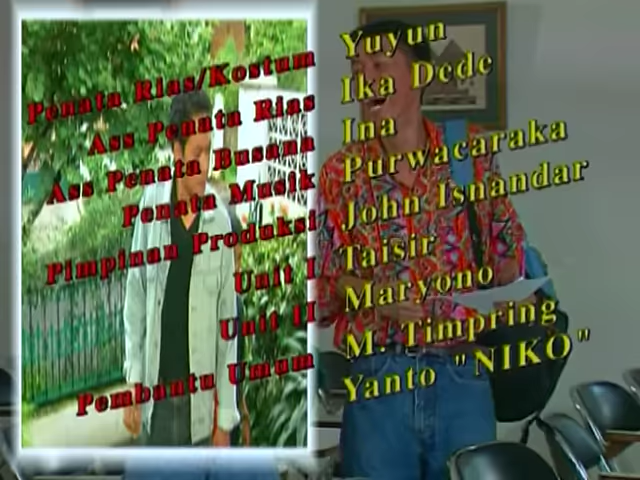 Yuyun
Penata Rias/Kostum Ika Dede
Ass Penata Rias Ina
Ass Penata Busana Purwacaraka
Penata Musik John Isnandar
Pimpinan Produksi Taisir
Unit I Maryono
Unit II M. Timpring
Pembantu Umum Yanto "NIKO"